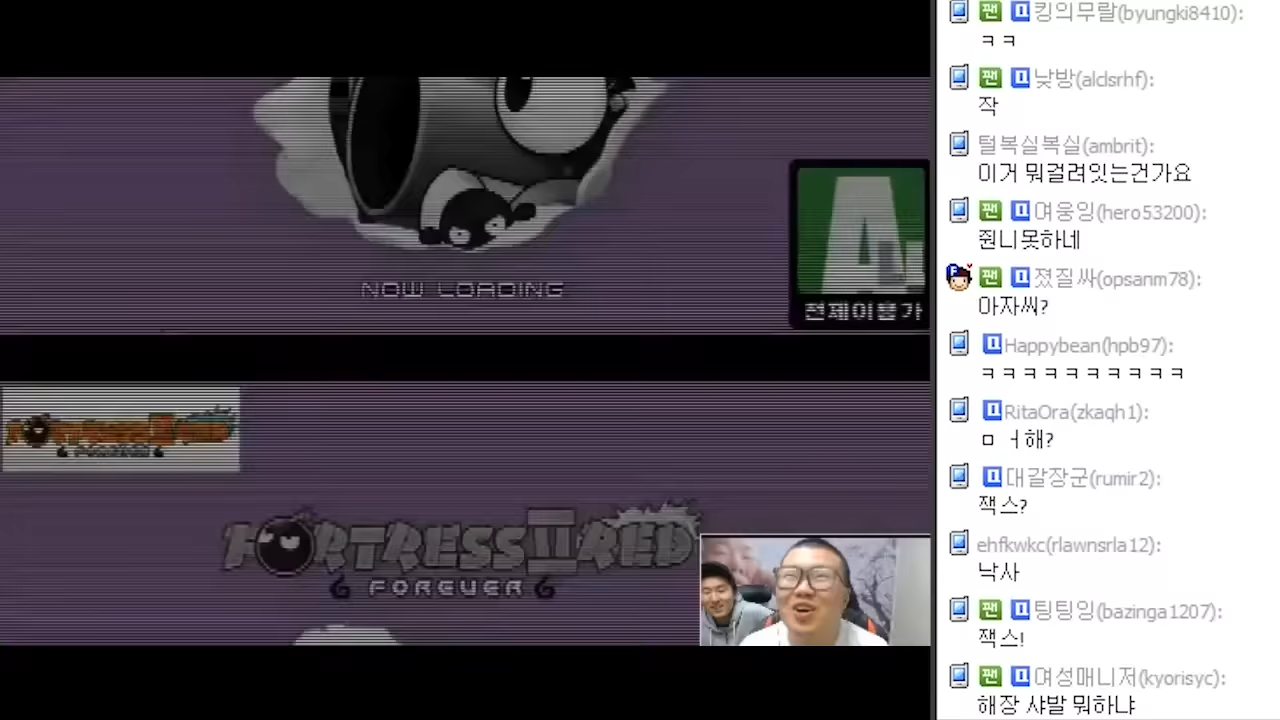 NOW LOADING
A
전체이용가
FORTRESS II RED
FOREVER
킹의무랄(byungki8410):
ㅋㅋ
낮방(aldsrhf):
작
털복실복실(ambrit):
이거 뭐걸려잇는건가요
여웅잉(hero53200):
줜니못하네
졌질싸(opsanm78):
아자씨?
Happybean(hpb97):
ㅋㅋㅋㅋㅋㅋㅋㅋㅋㅋ
RitaOra(zkaqh1):
ㅁ ㅓ해?
대갈장군(rumir2):
잭스?
ehfkwkc(rlawnsrla12):
낙사
팅팅잉(bazinga1207):
잭스!
여성매니저(kyorisyc):
해장 샤발 뭐하냐